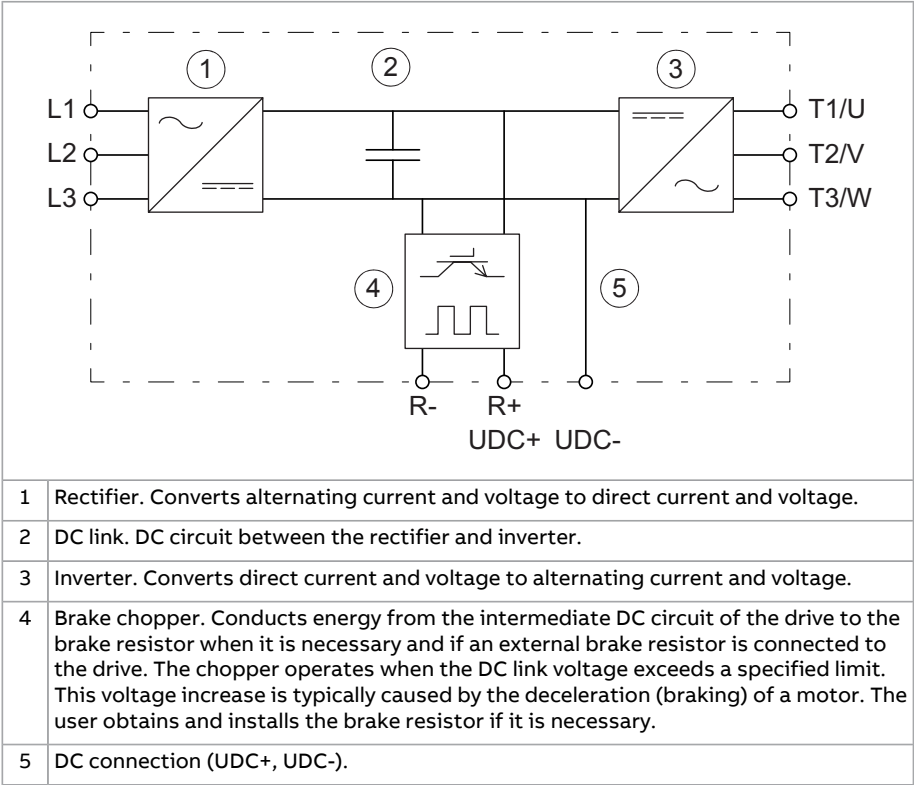 1 2 3
L1 T1/U
L2 T2/V
L3 T3/W
4 5
R- R+
UDC+ UDC-
1 Rectifier. Converts alternating current and voltage to direct current and voltage.
2 DC link. DC circuit between the rectifier and inverter.
3 Inverter. Converts direct current and voltage to alternating current and voltage.
4 Brake chopper. Conducts energy from the intermediate DC circuit of the drive to the
brake resistor when it is necessary and if an external brake resistor is connected to
the drive. The chopper operates when the DC link voltage exceeds a specified limit.
This voltage increase is typically caused by the deceleration (braking) of a motor. The
user obtains and installs the brake resistor if it is necessary.
5 DC connection (UDC+, UDC-).